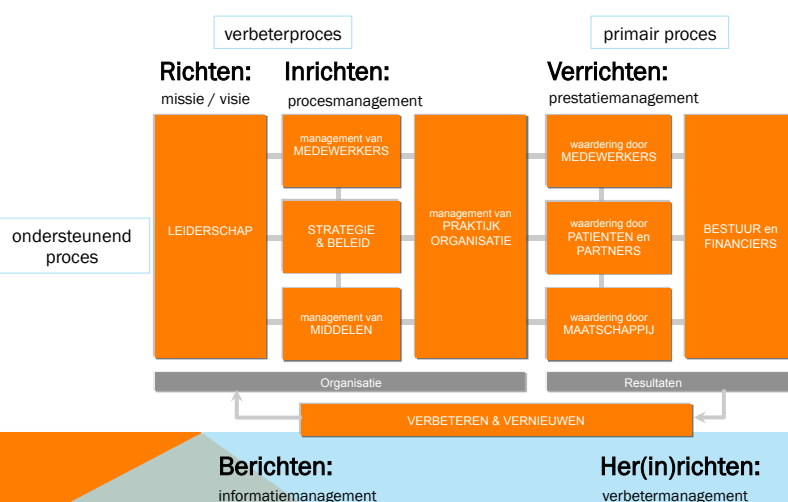 verbeterproces
primair proces
Richten:
Inrichten:
Verrichten:
missie / visie
procesmanagement
prestatiemanagement
LEIDERSCHAP
management van
MEDEWERKERS
STRATEGIE
& BELEID
management van
MIDDELEN
management van
PRAKTIJK
ORGANISATIE
waardering door
MEDEWERKERS
waardering door
PATIENTEN en
PARTNERS
waardering door
MAATSCHAPPIJ
BESTUUR en
FINANCIERS
ondersteunend
proces
Organisatie
Resultaten
VERBETEREN & VERNIEUWEN
Berichten:
informatiemanagement
Her(in)richten:
verbetermanagement